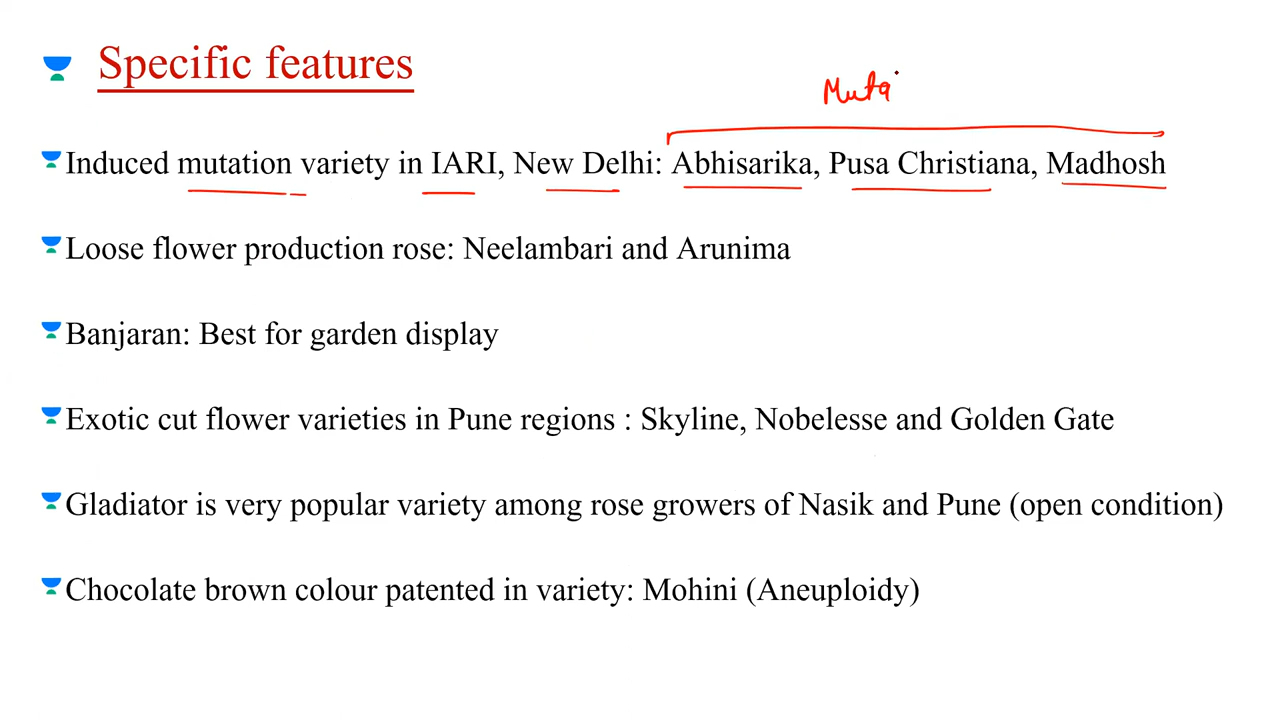 Specific features
Muta
Induced mutation variety in IARI, New Delhi: Abhisarika, Pusa Christiana, Madhosh
Loose flower production rose: Neelambari and Arunima
Banjaran: Best for garden display
Exotic cut flower varieties in Pune regions : Skyline, Nobelesse and Golden Gate
Gladiator is very popular variety among rose growers of Nasik and Pune (open condition)
Chocolate brown colour patented in variety: Mohini (Aneuploidy)